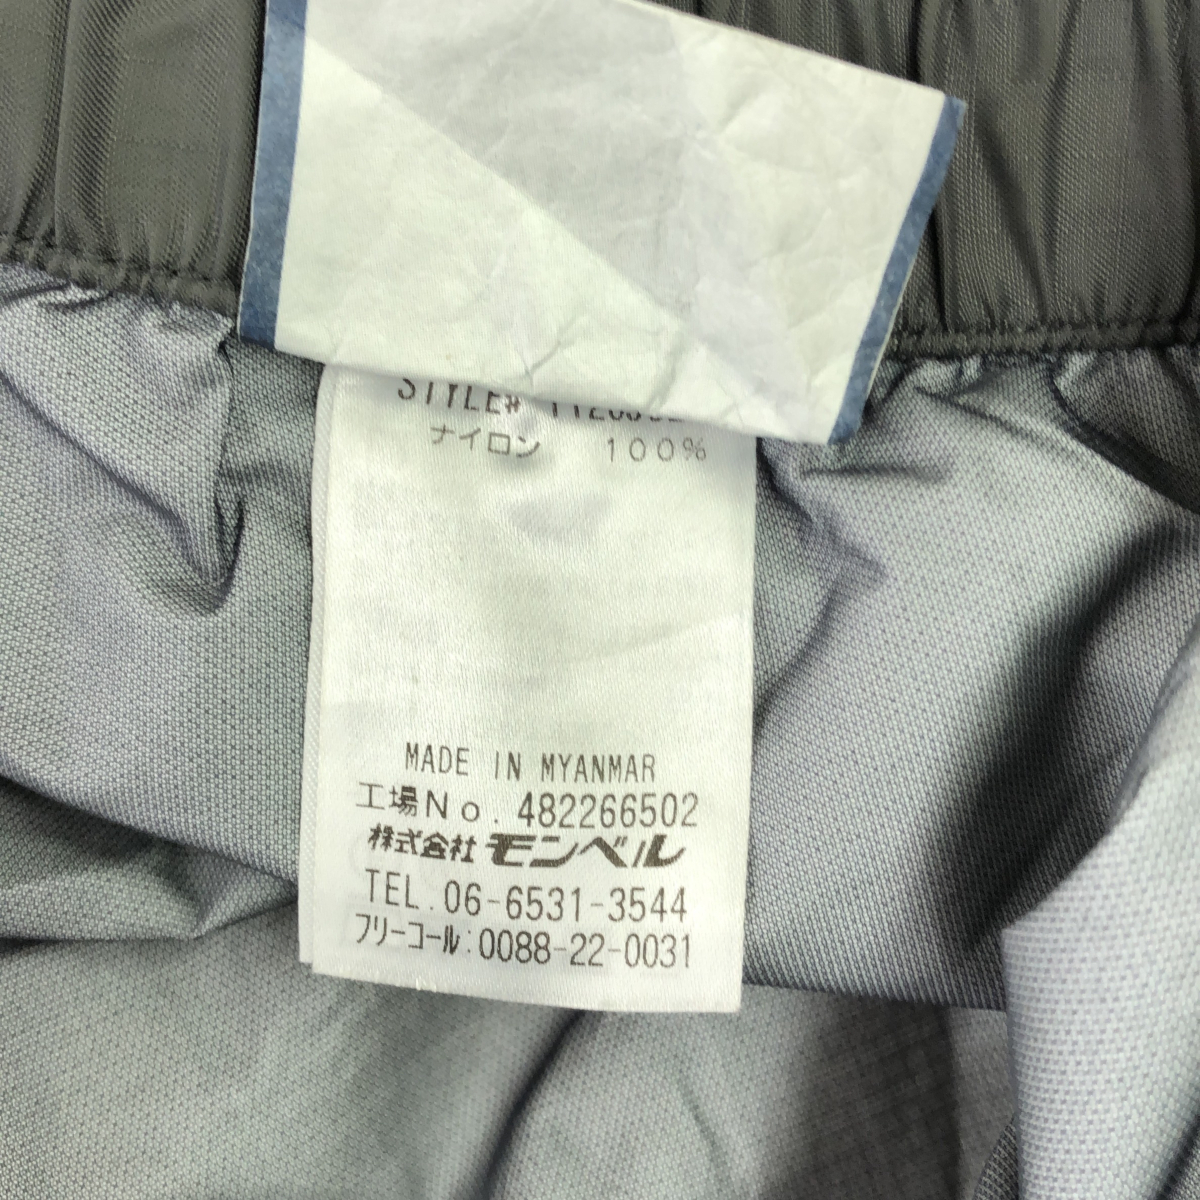 STYLE#
ナイロン 100%
MADE IN MYANMAR
工場No. 482266502
株式会社 モンベル
TEL. 06-6531-3544
フリーコール:0088-22-0031